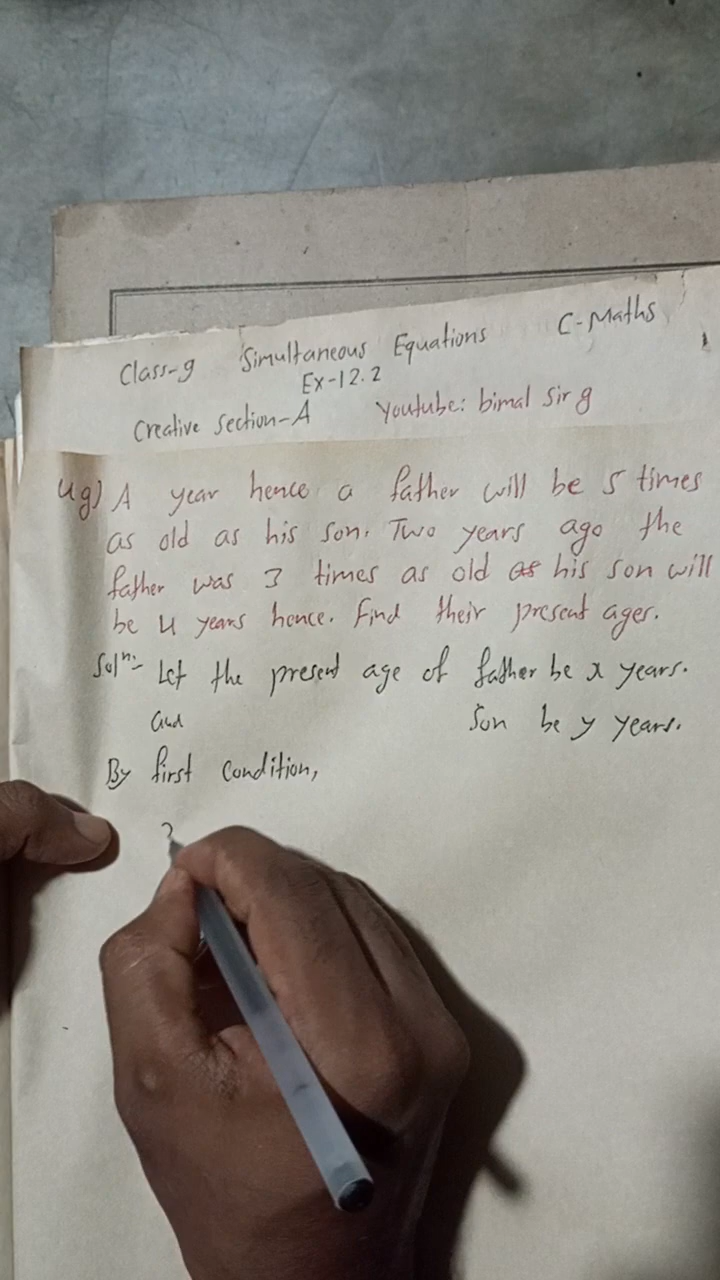 Class-9 Simultaneous Equations C-Maths
Ex-12.2
Creative Section-A Youtube: bimal Sir g
4g) A year hence a father will be 5 times
as old as his son. Two years ago the
father was 3 times as old as his son will
be 4 years hence. Find their present ages.
Solⁿ:- Let the present age of father be x years.
and Son be y years.
By first condition,